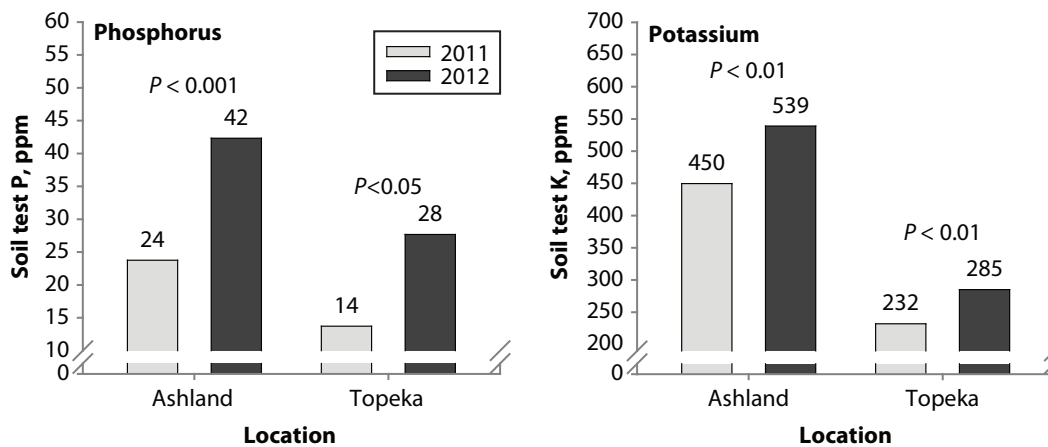 Phosphorus
2011
2012
P < 0.001
P<0.05
24
42
14
28
60
55
50
45
40
35
30
25
20
15
10
0
Soil test P, ppm
Ashland
Topeka
Location
Potassium
P < 0.01
P < 0.01
450
539
232
285
700
650
600
550
500
450
400
350
300
250
200
0
Soil test K, ppm
Ashland
Topeka
Location